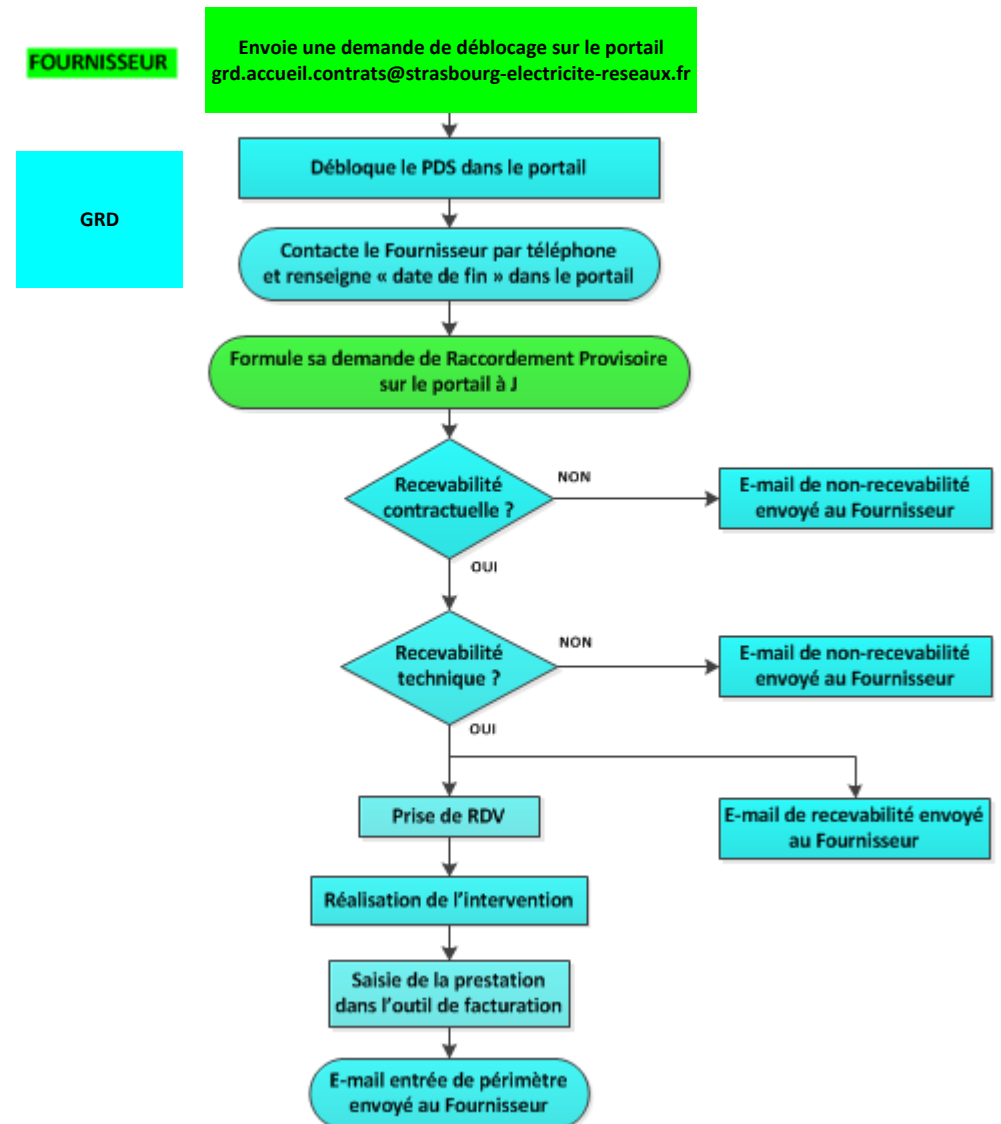 FOURNISSEUR
Envoie une demande de déblocage sur le portail
grd.accueil.contrats@strasbourg-electricite-reseaux.fr
GRD
Débloque le PDS dans le portail
Contacte le Fournisseur par téléphone
et renseigne « date de fin » dans le portail
Formule sa demande de Raccordement Provisoire
sur le portail à J
Recevabilité
contractuelle ?
NON
E-mail de non-recevabilité
envoyé au Fournisseur
OUI
Recevabilité
technique ?
NON
E-mail de non-recevabilité
envoyé au Fournisseur
OUI
Prise de RDV
E-mail de recevabilité envoyé
au Fournisseur
Réalisation de l'intervention
Saisie de la prestation
dans l'outil de facturation
E-mail entrée de périmètre
envoyé au Fournisseur